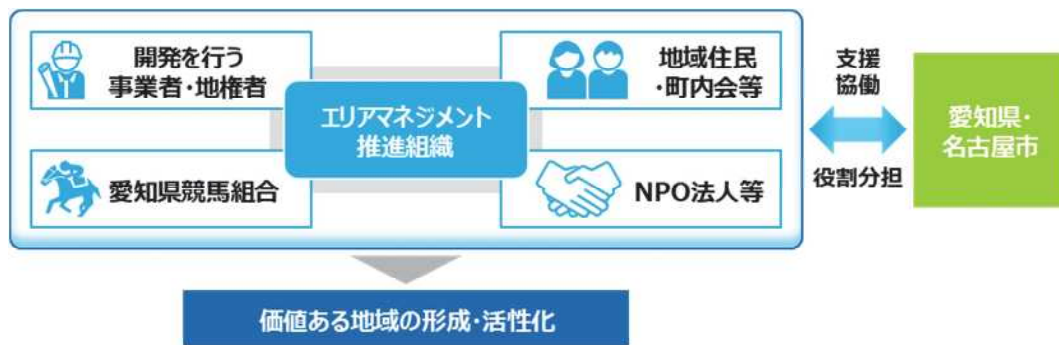 開発を行う
事業者・地権者
地域住民
・町内会等
エリアマネジメント
推進組織
愛知県競馬組合
NPO法人等
支援
協働
役割分担
愛知県・
名古屋市
価値ある地域の形成・活性化